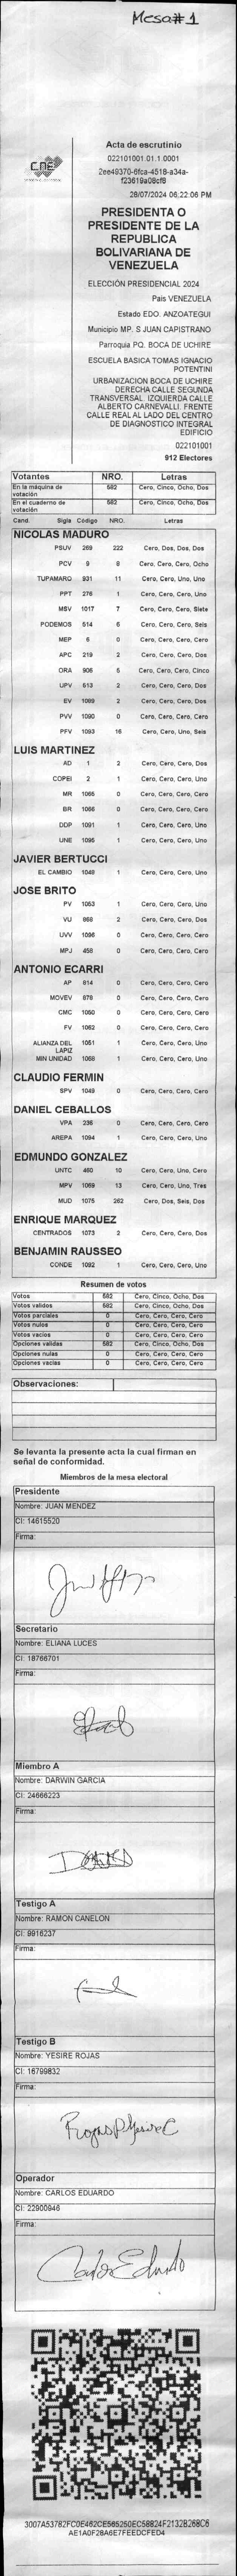 Mesa#1
CNE
Acta de escrutinio
022101001.01.1.0001
2ee49370-6fca-4518-a34a-
f23619a08cf8
28/07/2024 06:22:06 PM
PRESIDENTA O
PRESIDENTE DE LA
REPUBLICA
BOLIVARIANA DE
VENEZUELA
ELECCIÓN PRESIDENCIAL 2024
Pais VENEZUELA
Estado EDO. ANZOATEGUI
Municipio MP. S JUAN CAPISTRANO
Parroquia PQ. BOCA DE UCHIRE
ESCUELA BASICA TOMAS IGNACIO
POTENTINI
URBANIZACION BOCA DE UCHIRE
DERECHA CALLE SEGUNDA
TRANSVERSAL. IZQUIERDA CALLE
ALBERTO CARNEVALLI. FRENTE
CALLE REAL AL LADO DEL CENTRO
DE DIAGNOSTICO INTEGRAL
EDIFICIO
022101001
912 Electores
Votantes NRO. Letras
En la máquina de votación 582 Cero, Cinco, Ocho, Dos
En el cuaderno de votación 582 Cero, Cinco, Ocho, Dos
Cand. Sigla Código NRO. Letras
NICOLAS MADURO
PSUV 269 222 Cero, Dos, Dos, Dos
PCV 9 8 Cero, Cero, Cero, Ocho
TUPAMARO 931 11 Cero, Cero, Uno, Uno
PPT 276 1 Cero, Cero, Cero, Uno
MSV 1017 7 Cero, Cero, Cero, Siete
PODEMOS 514 6 Cero, Cero, Cero, Seis
MEP 6 0 Cero, Cero, Cero, Cero
APC 219 2 Cero, Cero, Cero, Dos
ORA 906 5 Cero, Cero, Cero, Cinco
UPV 513 2 Cero, Cero, Cero, Dos
EV 1089 2 Cero, Cero, Cero, Dos
PVV 1090 0 Cero, Cero, Cero, Cero
PFV 1093 16 Cero, Cero, Uno, Seis
LUIS MARTINEZ
AD 1 2 Cero, Cero, Cero, Dos
COPEI 2 1 Cero, Cero, Cero, Uno
MR 1065 0 Cero, Cero, Cero, Cero
BR 1066 0 Cero, Cero, Cero, Cero
DDP 1091 1 Cero, Cero, Cero, Uno
UNE 1095 1 Cero, Cero, Cero, Uno
JAVIER BERTUCCI
EL CAMBIO 1048 1 Cero, Cero, Cero, Uno
JOSE BRITO
PV 1053 1 Cero, Cero, Cero, Uno
VU 868 2 Cero, Cero, Cero, Dos
UVV 1096 0 Cero, Cero, Cero, Cero
MPJ 458 0 Cero, Cero, Cero, Cero
ANTONIO ECARRI
AP 814 0 Cero, Cero, Cero, Cero
MOVEV 878 0 Cero, Cero, Cero, Cero
CMC 1050 0 Cero, Cero, Cero, Cero
FV 1062 0 Cero, Cero, Cero, Cero
ALIANZA DEL LAPIZ 1051 1 Cero, Cero, Cero, Uno
MIN UNIDAD 1068 1 Cero, Cero, Cero, Uno
CLAUDIO FERMIN
SPV 1049 0 Cero, Cero, Cero, Cero
DANIEL CEBALLOS
VPA 236 0 Cero, Cero, Cero, Cero
AREPA 1094 1 Cero, Cero, Cero, Uno
EDMUNDO GONZALEZ
UNTC 460 10 Cero, Cero, Uno, Cero
MPV 1069 13 Cero, Cero, Uno, Tres
MUD 1075 262 Cero, Dos, Seis, Dos
ENRIQUE MARQUEZ
CENTRADOS 1073 2 Cero, Cero, Cero, Dos
BENJAMIN RAUSSEO
CONDE 1092 1 Cero, Cero, Cero, Uno
Resumen de votos
Votos 582 Cero, Cinco, Ocho, Dos
Votos validos 582 Cero, Cinco, Ocho, Dos
Votos parciales 0 Cero, Cero, Cero, Cero
Votos nulos 0 Cero, Cero, Cero, Cero
Votos vacios 0 Cero, Cero, Cero, Cero
Opciones validas 582 Cero, Cinco, Ocho, Dos
Opciones nulas 0 Cero, Cero, Cero, Cero
Opciones vacias 0 Cero, Cero, Cero, Cero
Observaciones:
Se levanta la presente acta la cual firman en
señal de conformidad.
Miembros de la mesa electoral
Presidente
Nombre: JUAN MENDEZ
CI: 14615520
Firma:
Secretario
Nombre: ELIANA LUCES
CI: 18766701
Firma:
Miembro A
Nombre: DARWIN GARCIA
CI: 24666223
Firma:
Testigo A
Nombre: RAMON CANELON
CI: 9916237
Firma:
Testigo B
Nombre: YESIRE ROJAS
CI: 16799832
Firma:
Operador
Nombre: CARLOS EDUARDO
CI: 22900946
Firma:
Carlos Eduardo
3007A53782FC0E462CE565250EC58824F2132B268C6
AE1A0F28A6E7FEEDCFED4